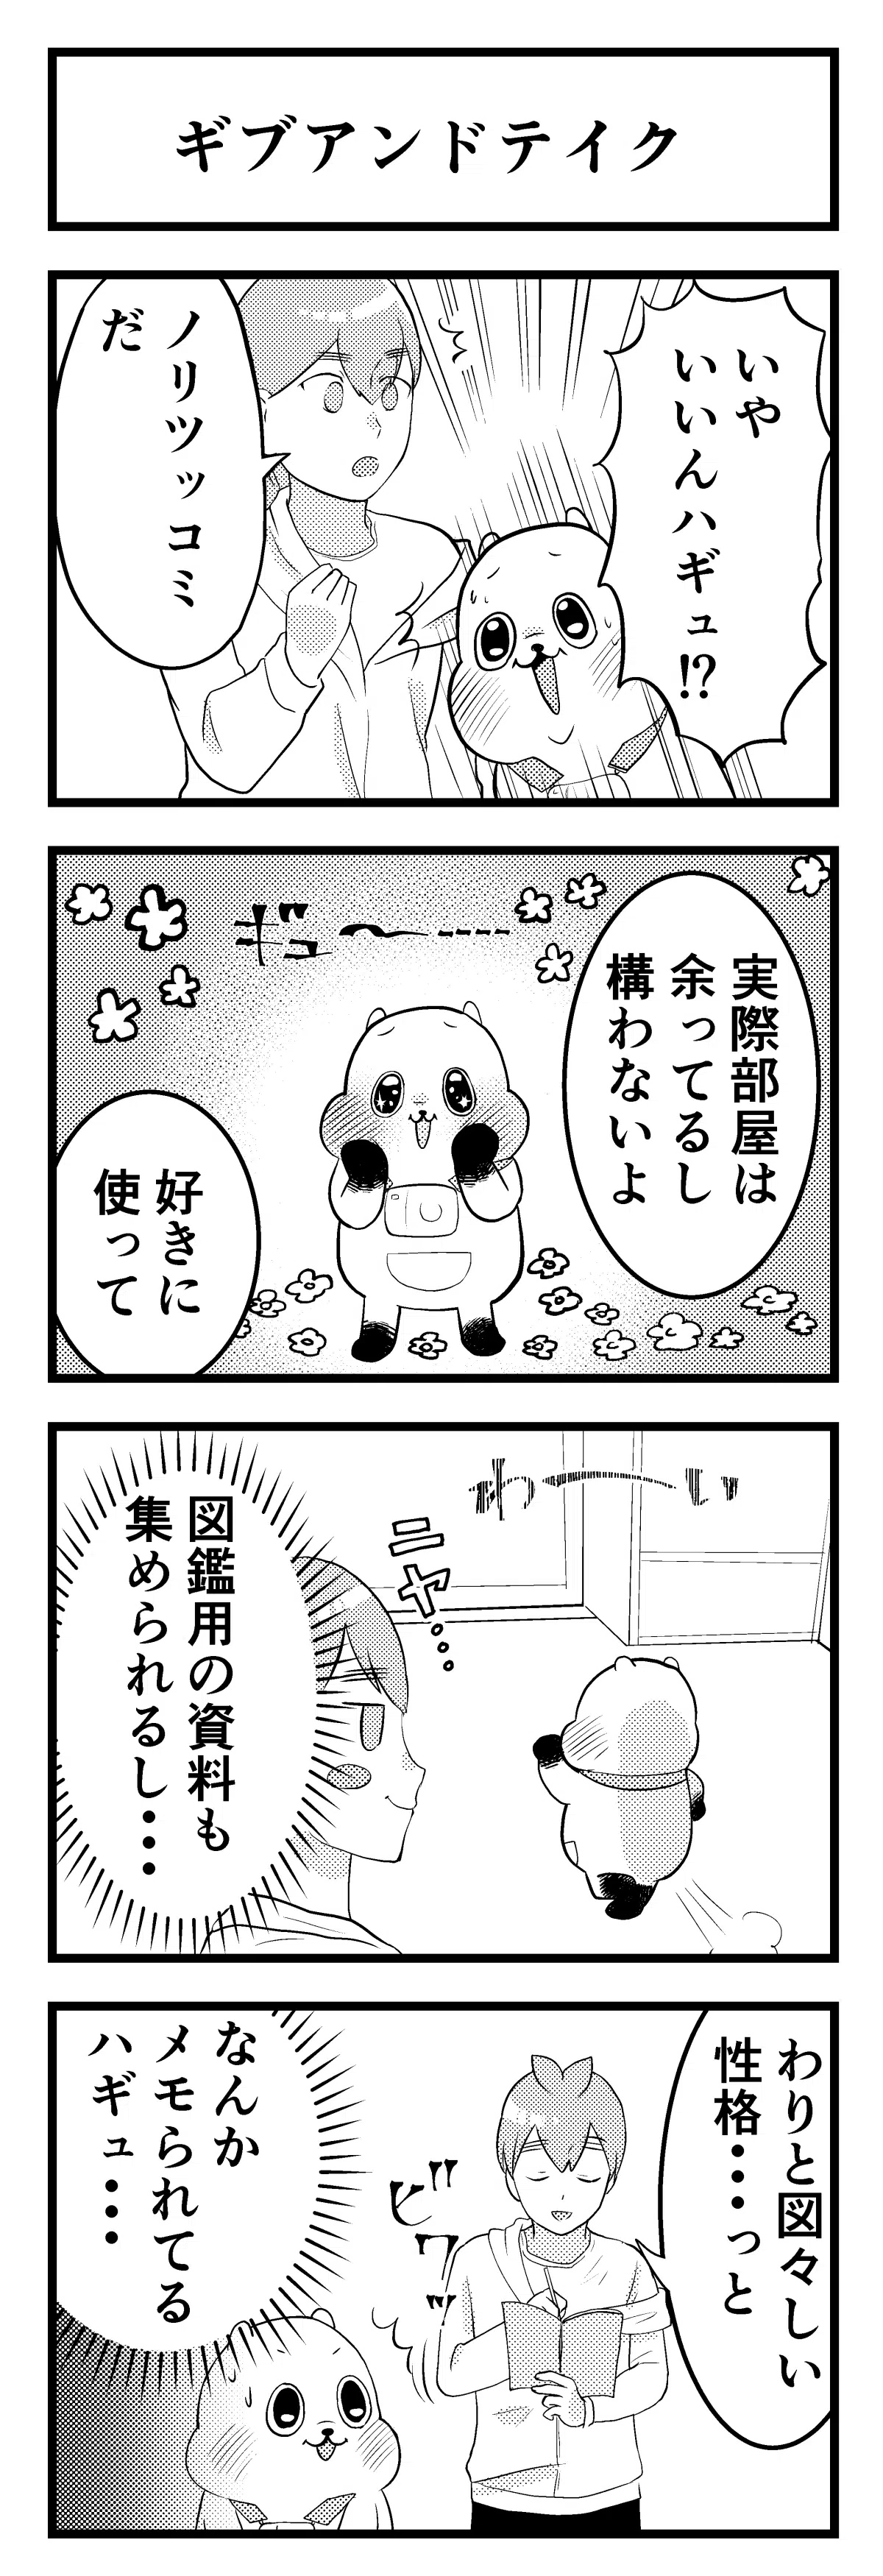 ギブアンドテイク
いや
いいんハギュ!?
ノリツッコミ
だ
実際部屋は
余ってるし
構わないよ
ギュ〜----
好きに
使って
わーい
ニヤ…
図鑑用の資料も
集められるし…
わりと図々しい
性格…っと
ビクッ
なんか
メモられてる
ハギュ…